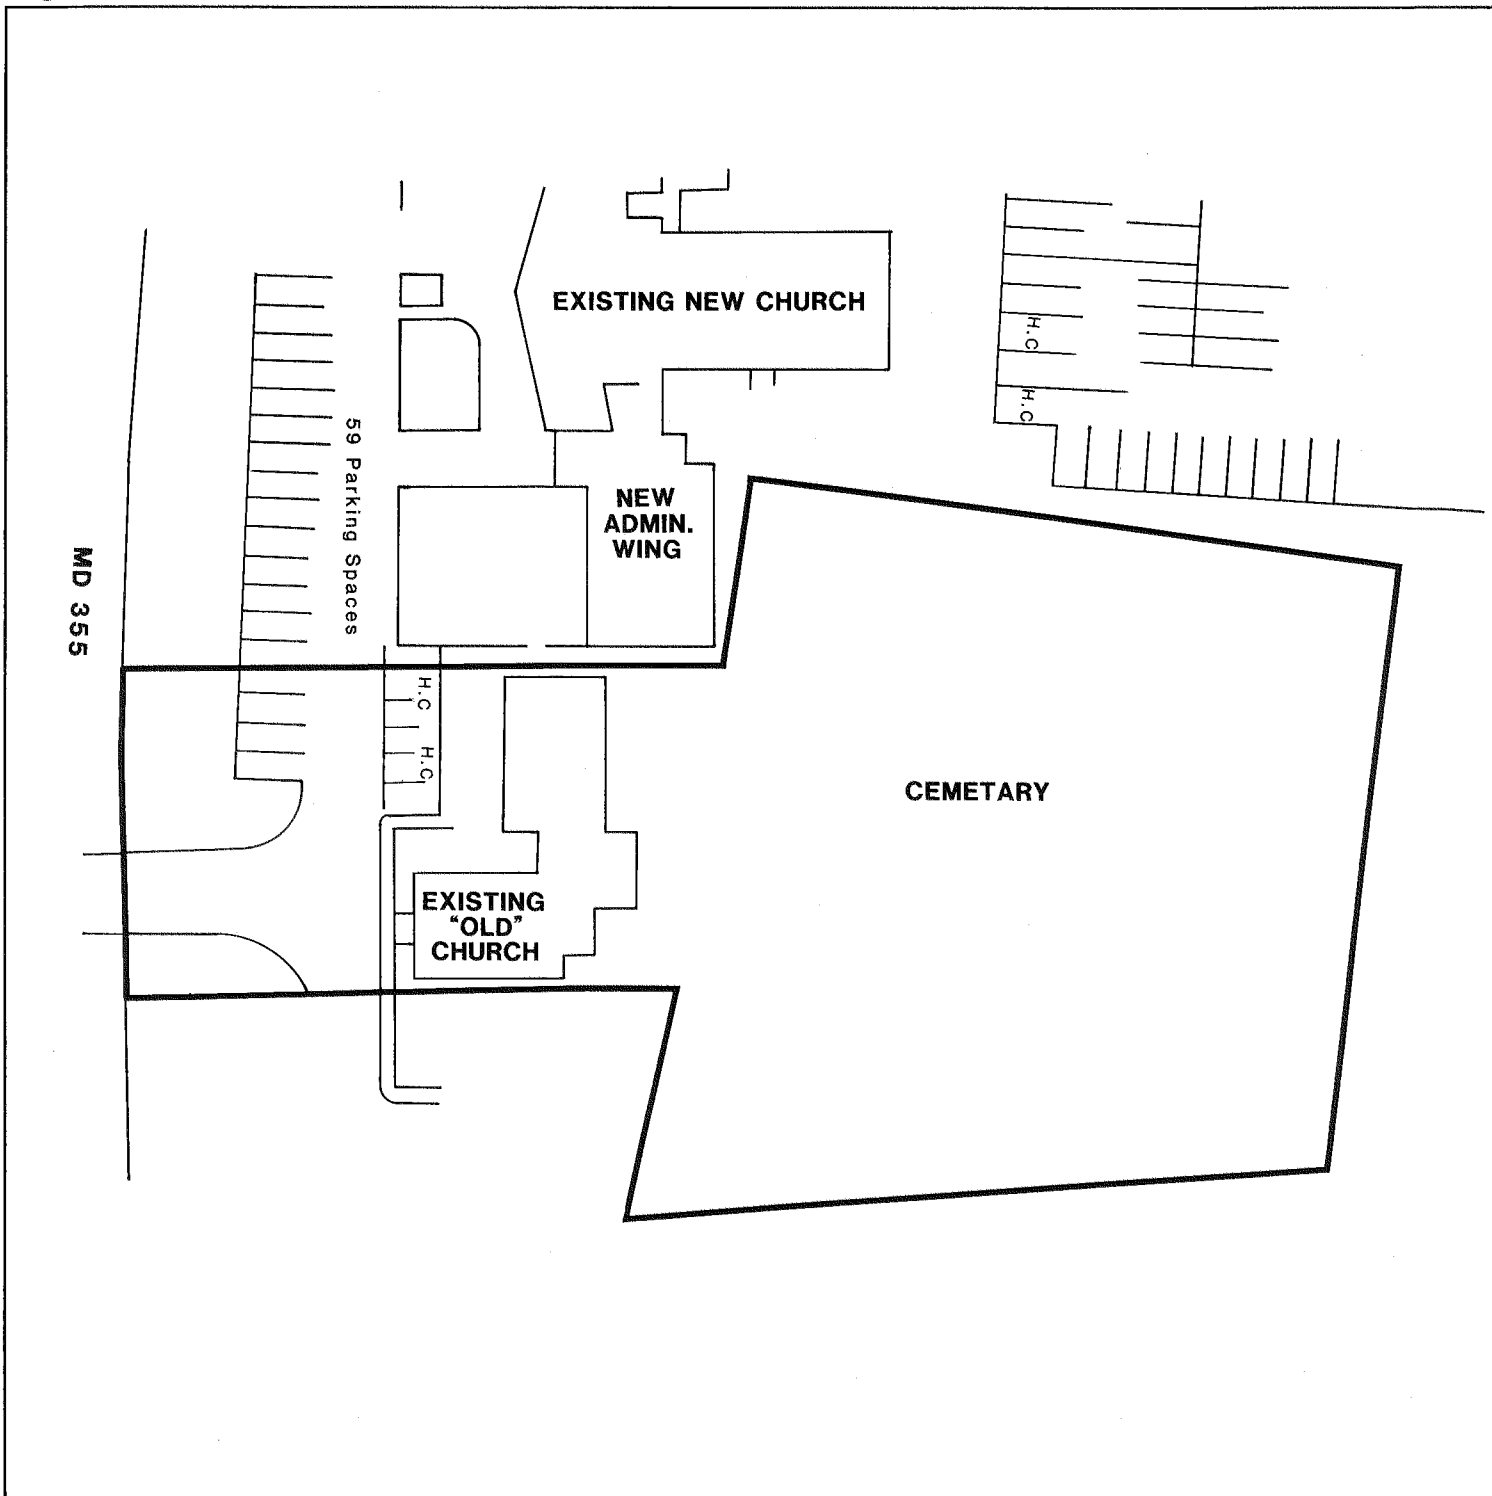 EXISTING NEW CHURCH
H.C
H.C
59 Parking Spaces
NEW
ADMIN.
WING
MD 355
H.C
H.C
CEMETARY
EXISTING
“OLD”
CHURCH